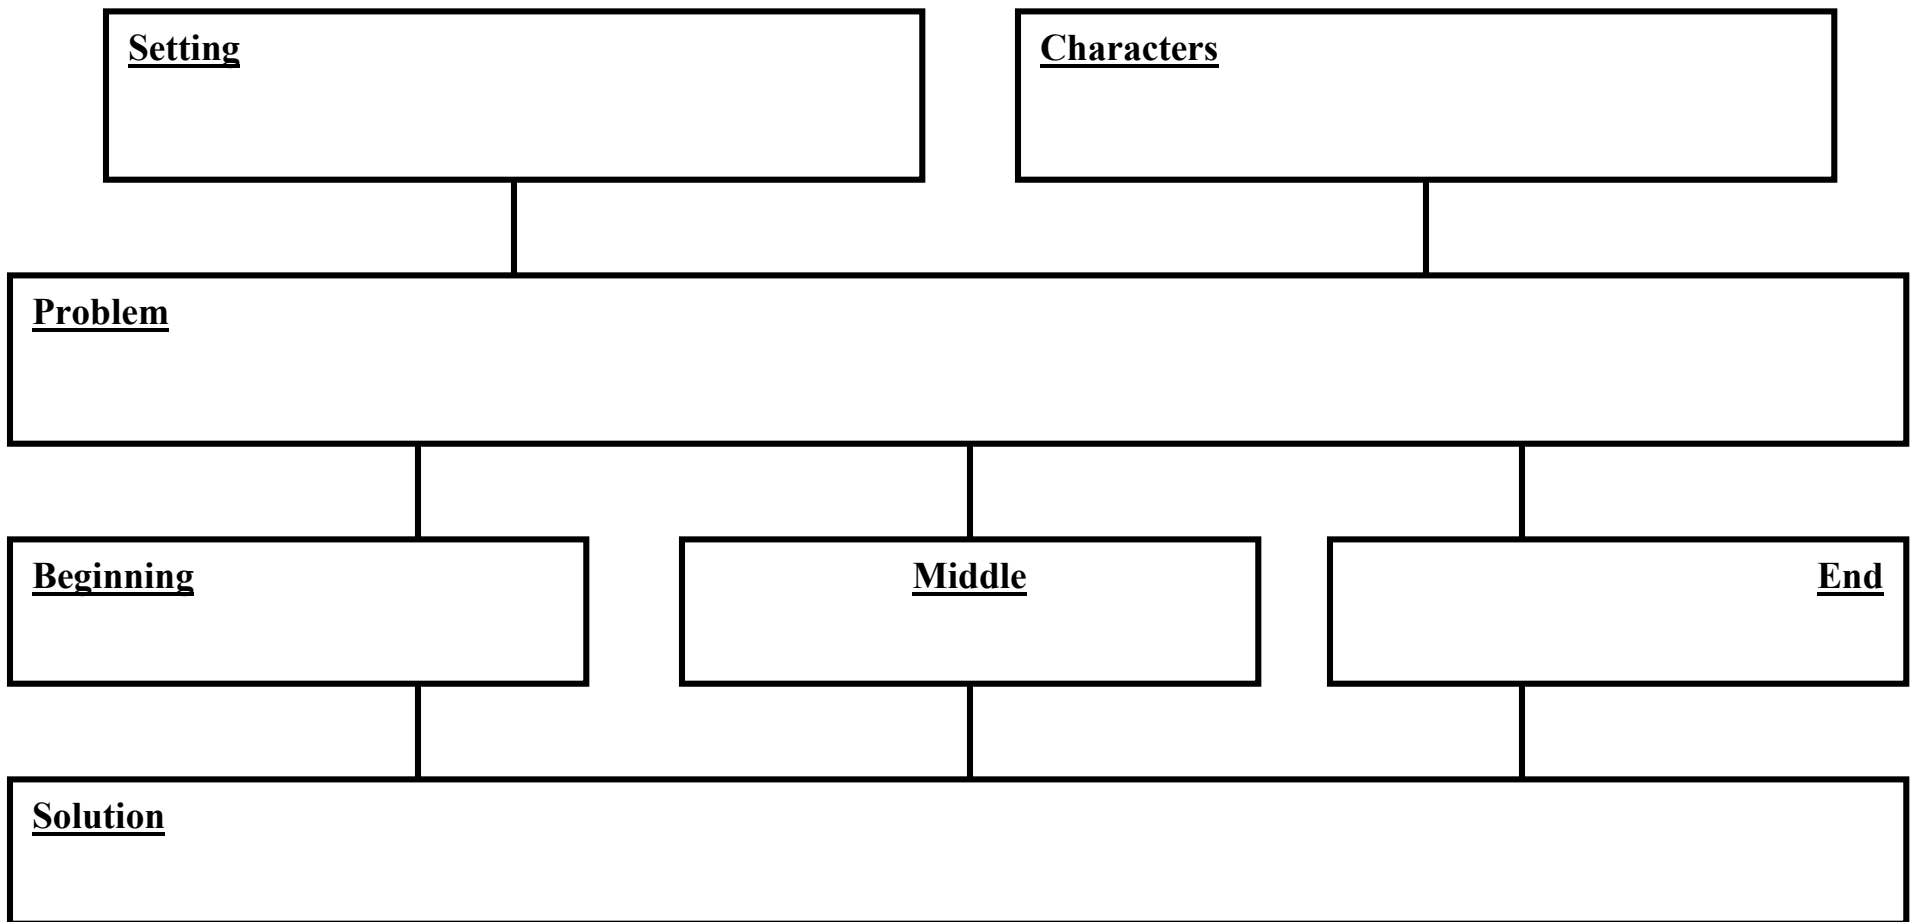 Setting
Characters
Problem
Beginning
Middle
End
Solution